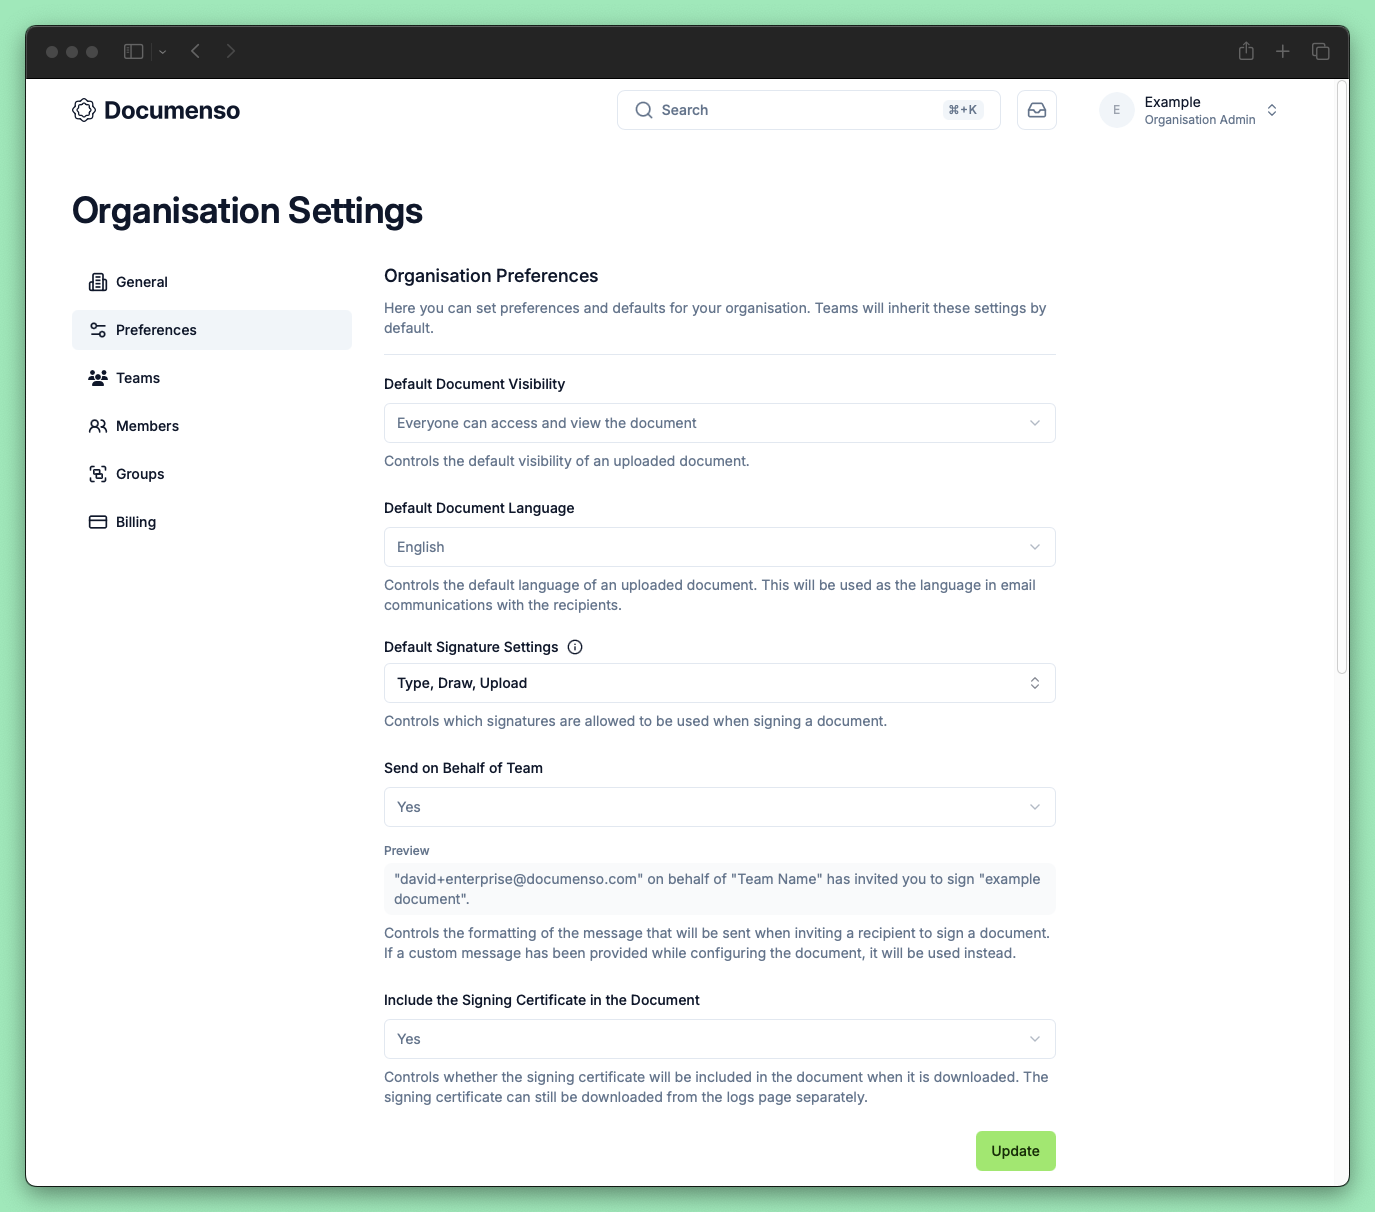 Documenso
Search
⌘+K
E
Example
Organisation Admin
Organisation Settings
General
Preferences
Teams
Members
Groups
Billing
Organisation Preferences
Here you can set preferences and defaults for your organisation. Teams will inherit these settings by
default.
Default Document Visibility
Everyone can access and view the document
Controls the default visibility of an uploaded document.
Default Document Language
English
Controls the default language of an uploaded document. This will be used as the language in email
communications with the recipients.
Default Signature Settings
Type, Draw, Upload
Controls which signatures are allowed to be used when signing a document.
Send on Behalf of Team
Yes
Preview
"david+enterprise@documenso.com" on behalf of "Team Name" has invited you to sign "example
document".
Controls the formatting of the message that will be sent when inviting a recipient to sign a document.
If a custom message has been provided while configuring the document, it will be used instead.
Include the Signing Certificate in the Document
Yes
Controls whether the signing certificate will be included in the document when it is downloaded. The
signing certificate can still be downloaded from the logs page separately.
Update